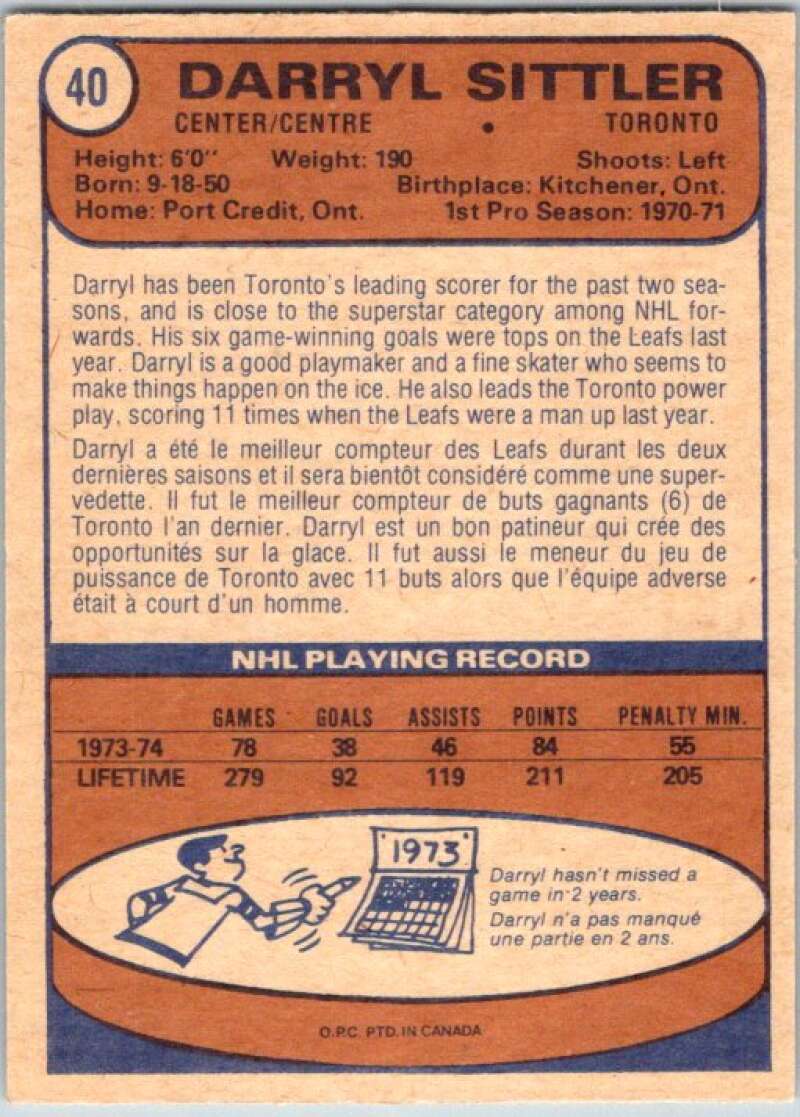 40
DARRYL SITTLER
CENTER/CENTRE • TORONTO
Height: 6'0" Weight: 190 Shoots: Left
Born: 9-18-50 Birthplace: Kitchener, Ont.
Home: Port Credit, Ont. 1st Pro Season: 1970-71
Darryl has been Toronto's leading scorer for the past two sea-
sons, and is close to the superstar category among NHL for-
wards. His six game-winning goals were tops on the Leafs last
year. Darryl is a good playmaker and a fine skater who seems to
make things happen on the ice. He also leads the Toronto power
play, scoring 11 times when the Leafs were a man up last year.
Darryl a été le meilleur compteur des Leafs durant les deux
dernières saisons et il sera bientôt considéré comme une super-
vedette. Il fut le meilleur compteur de buts gagnants (6) de
Toronto l'an dernier. Darryl est un bon patineur qui crée des
opportunités sur la glace. Il fut aussi le meneur du jeu de
puissance de Toronto avec 11 buts alors que l'équipe adverse
était à court d'un homme.
NHL PLAYING RECORD
GAMES GOALS ASSISTS POINTS PENALTY MIN.
1973-74 78 38 46 84 55
LIFETIME 279 92 119 211 205
1973
Darryl hasn't missed a
game in 2 years.
Darryl n'a pas manqué
une partie en 2 ans.
O.P.C. PTD. IN CANADA